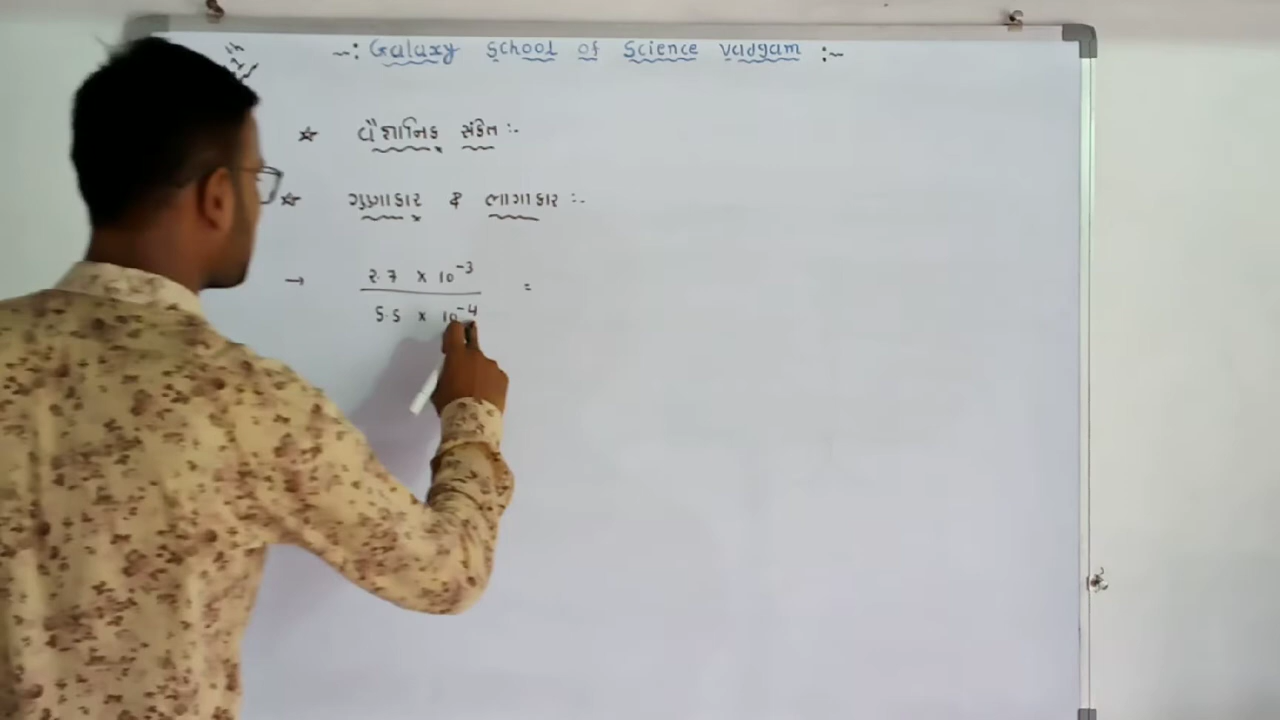 ~: Galaxy School of Science Vadgam :~
☆ વૈજ્ઞાનિક સંકેત :-
☆ ગુણાકાર & ભાગાકાર :-
→ 2.7 × 10⁻³ =
5.5 × 10⁻⁴